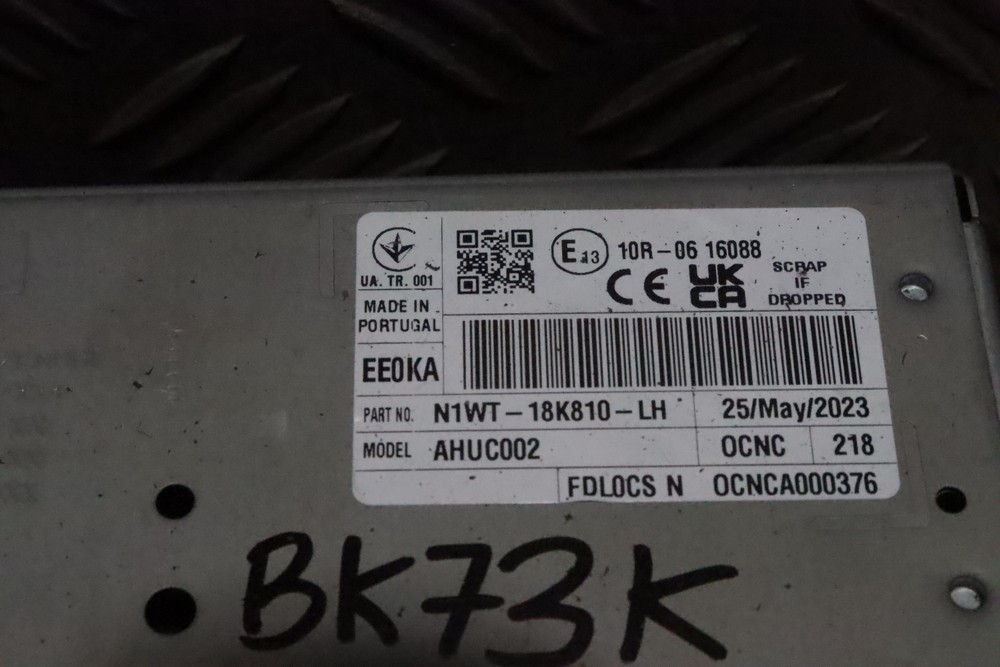 UA. TR. 001
MADE IN
PORTUGAL
EE0KA
E13
10R-06 16088
CE
UK
CA
SCRAP
IF
DROPPED
PART NO. N1WT-18K810-LH
25/May/2023
MODEL AHUC002
OCNC
218
FDLOCS N
OCNCA000376
BK73K